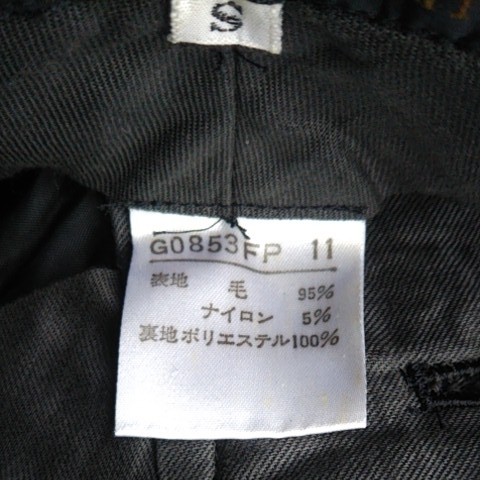 S
G0853FP 11
表地 毛 95%
ナイロン 5%
裏地 ポリエステル100%